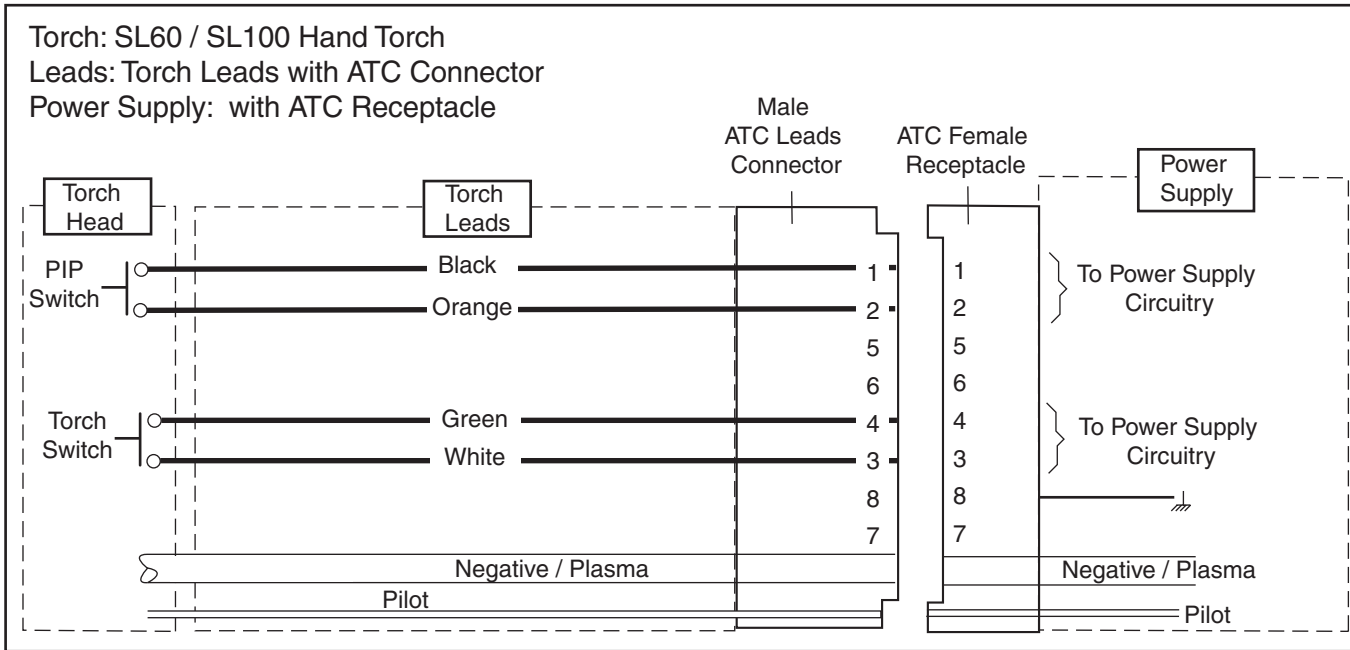 Torch: SL60 / SL100 Hand Torch
Leads: Torch Leads with ATC Connector
Power Supply: with ATC Receptacle
Male
ATC Leads
Connector
ATC Female
Receptacle
Power
Supply
Torch
Head
Torch
Leads
PIP
Switch
Black
1
1
To Power Supply
Circuitry
Orange
2
2
5
5
6
6
Torch
Switch
Green
4
4
To Power Supply
Circuitry
White
3
3
8
8
7
7
Negative / Plasma
Negative / Plasma
Pilot
Pilot